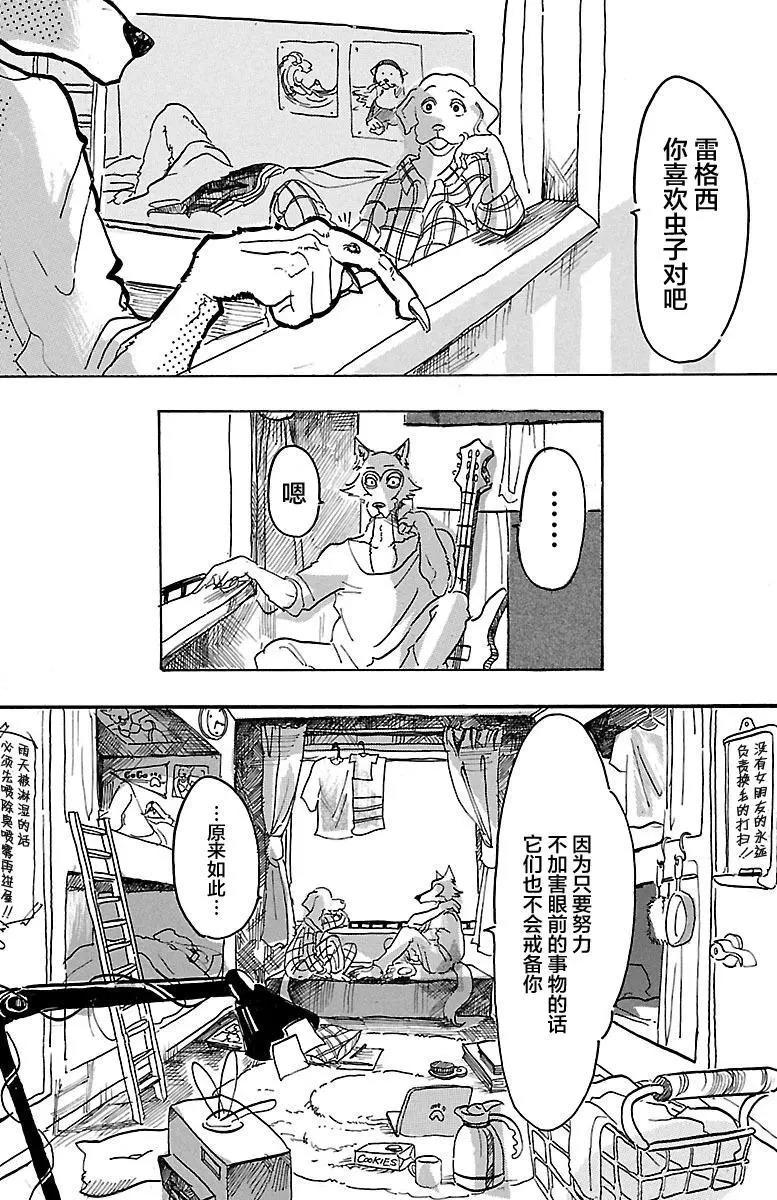 雷格西
你喜欢虫子对吧
……
嗯
没有女朋友的永远
负责换毛的打扫!!
因为只要努力
不加害眼前的事物的话
它们也不会戒备你
…原来如此…
GoGo
雨天被淋湿的话
必须先喷除臭喷雾再进屋!!
COOKIES